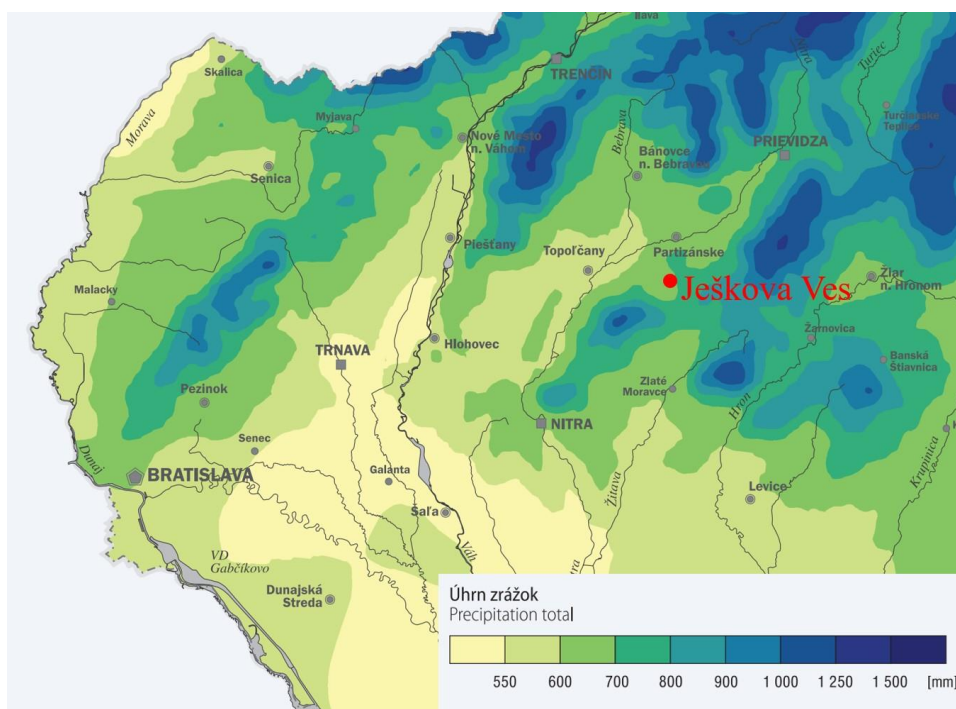 Ilava
TRENČÍN
Nitra
Turiec
Skalica
Morava
Myjava
Nové Mesto
n. Váhom
Bebrava
Bánovce
n. Bebravou
PRIEVIDZA
Turčianske
Teplice
Senica
Piešťany
Topoľčany
Partizánske
Ješkova Ves
Žiar
n. Hronom
Malacky
TRNAVA
Hlohovec
Žarnovica
Banská
Štiavnica
Pezinok
Zlaté
Moravce
Hron
Senec
NITRA
Krupinica
K
Dunaj
BRATISLAVA
Galanta
Žitava
Levice
Šaľa
Váh
VD
Gabčíkovo
Dunajská
Streda
tra
Úhrn zrážok
Precipitation total
550 600 700 800 900 1 000 1 250 1 500 [mm]